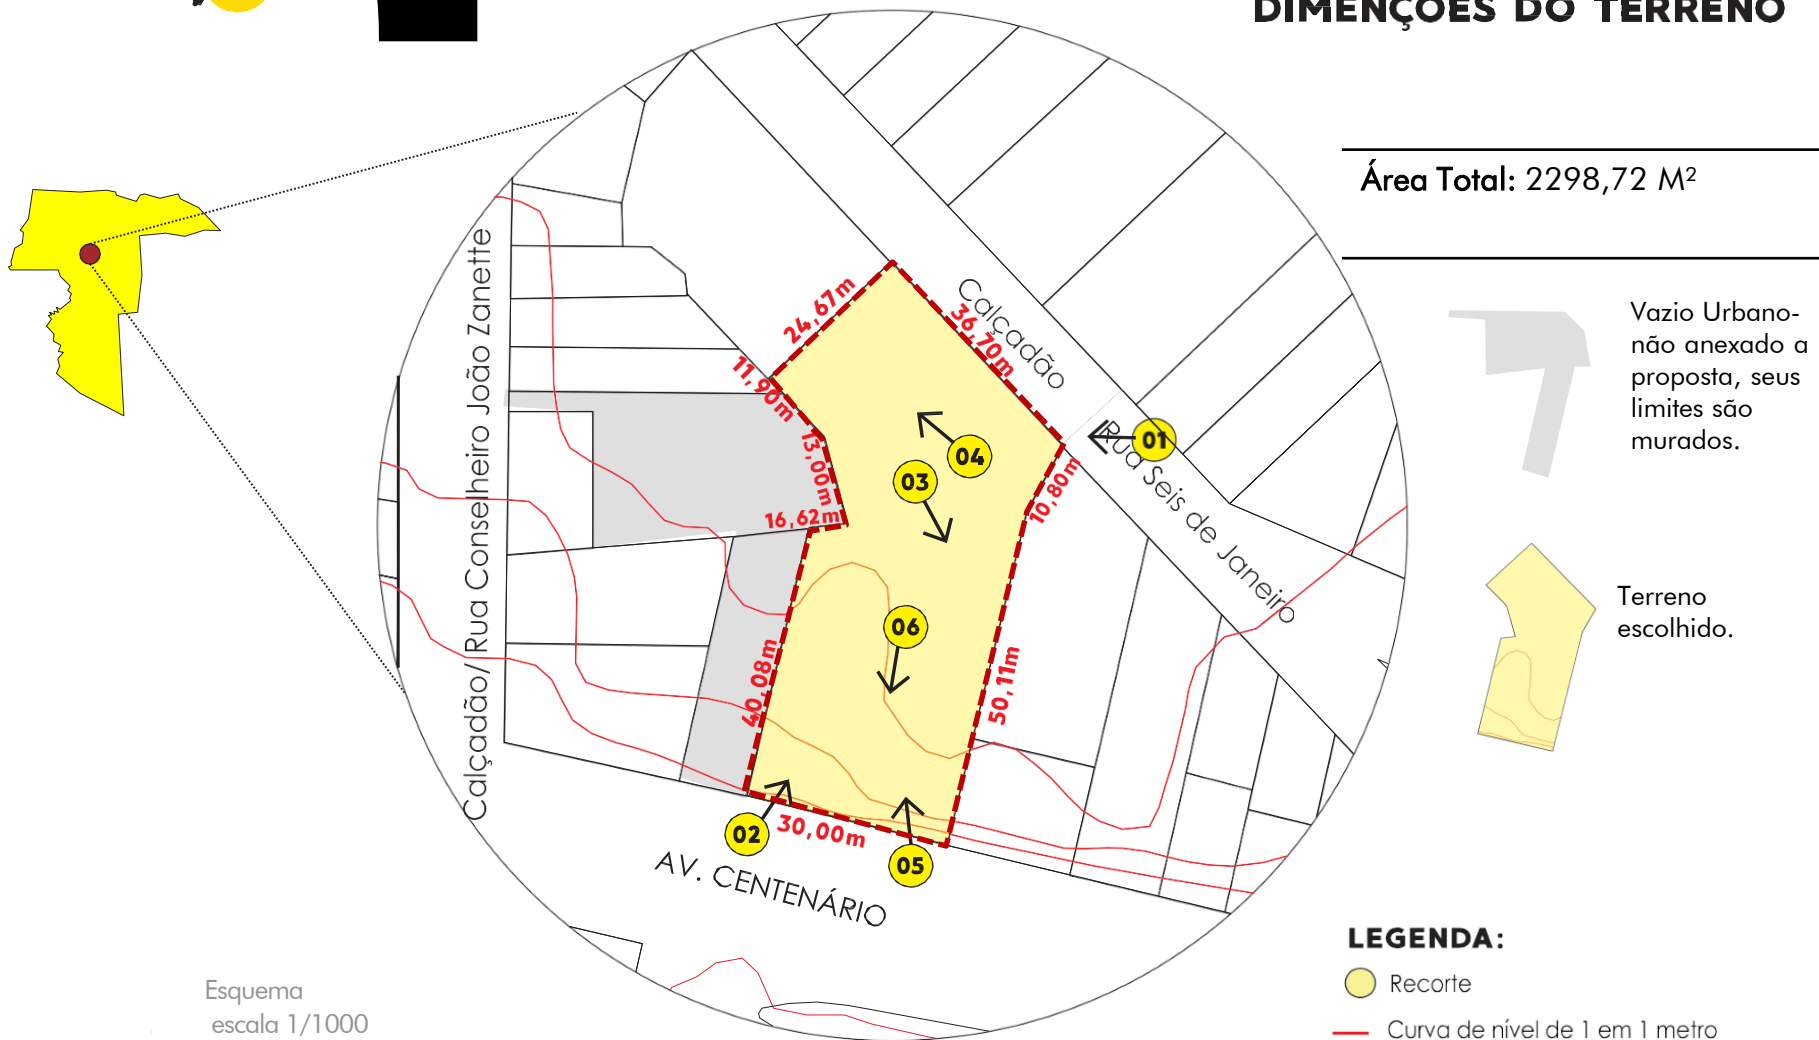 DIMENÇÕES DO TERRENO
Área Total: 2298,72 M²
Vazio Urbano-
não anexado a
proposta, seus
limites são
murados.
Terreno
escolhido.
Calçadão/ Rua Conselheiro João Zanette
Calçadão
Rua Seis de Janeiro
AV. CENTENÁRIO
24,67m
36,70m
11,90m
13,00m
16,62m
10,80m
40,08m
50,11m
30,00m
01
04
03
06
02
05
Esquema
escala 1/1000
LEGENDA:
Recorte
Curva de nível de 1 em 1 metro